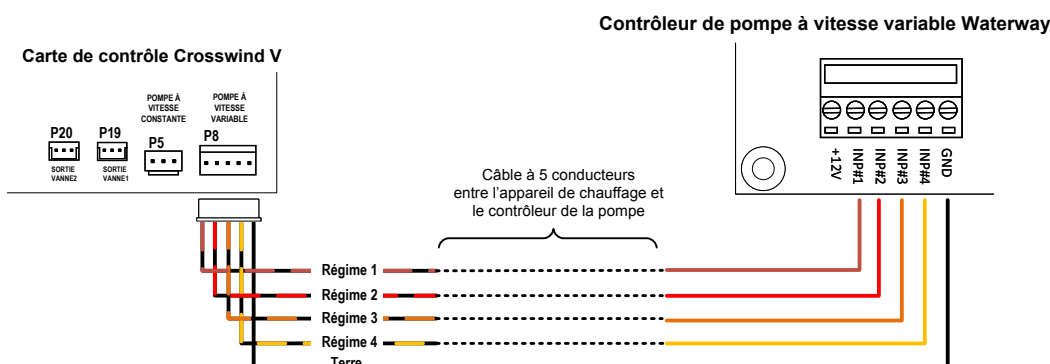 Contrôleur de pompe à vitesse variable Waterway
Carte de contrôle Crosswind V
POMPE À
VITESSE
CONSTANTE
POMPE À
VITESSE
VARIABLE
P20
P19
P5
P8
SORTIE
VANNE2
SORTIE
VANNE1
+12V
INP#1
INP#2
INP#3
INP#4
GND
Câble à 5 conducteurs
entre l'appareil de chauffage et
le contrôleur de la pompe
Régime 1
Régime 2
Régime 3
Régime 4
Terre